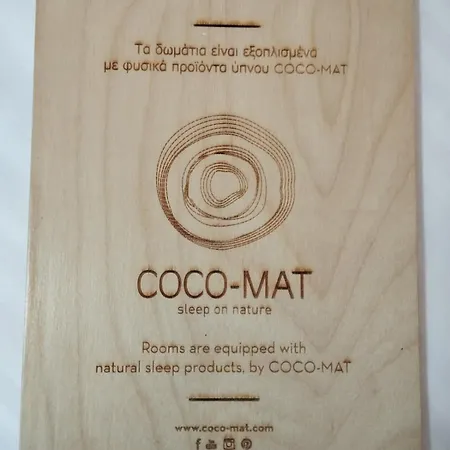 Τα δωμάτια είναι εξοπλισμένα
με φυσικά προϊόντα ύπνου COCO-MAT
COCO-MAT
sleep on nature
Rooms are equipped with
natural sleep products, by COCO-MAT
www.coco-mat.com